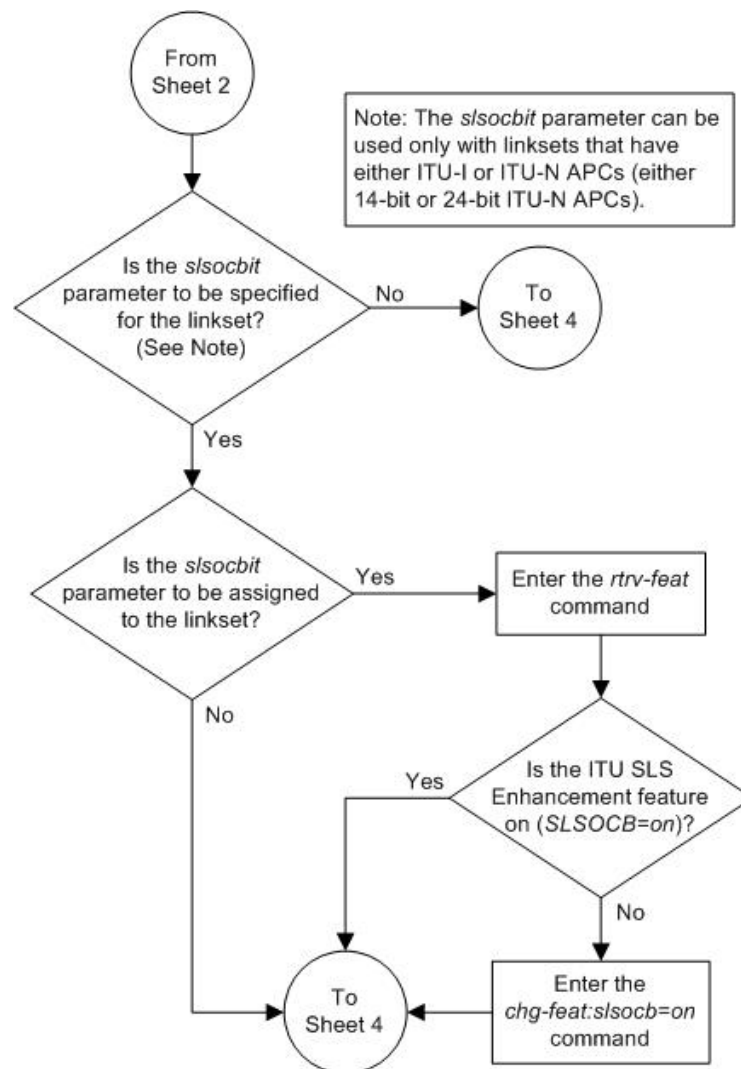 From
Sheet 2
Note: The slsocbit parameter can be
used only with linksets that have
either ITU-I or ITU-N APCs (either
14-bit or 24-bit ITU-N APCs).
Is the slsocbit
parameter to be specified
for the linkset?
(See Note)
No
To
Sheet 4
Yes
Is the slsocbit
parameter to be assigned
to the linkset?
Yes
Enter the rtrv-feat
command
No
Is the ITU SLS
Enhancement feature
on (SLSOCB=on)?
Yes
No
To
Sheet 4
Enter the
chg-feat:slsocb=on
command